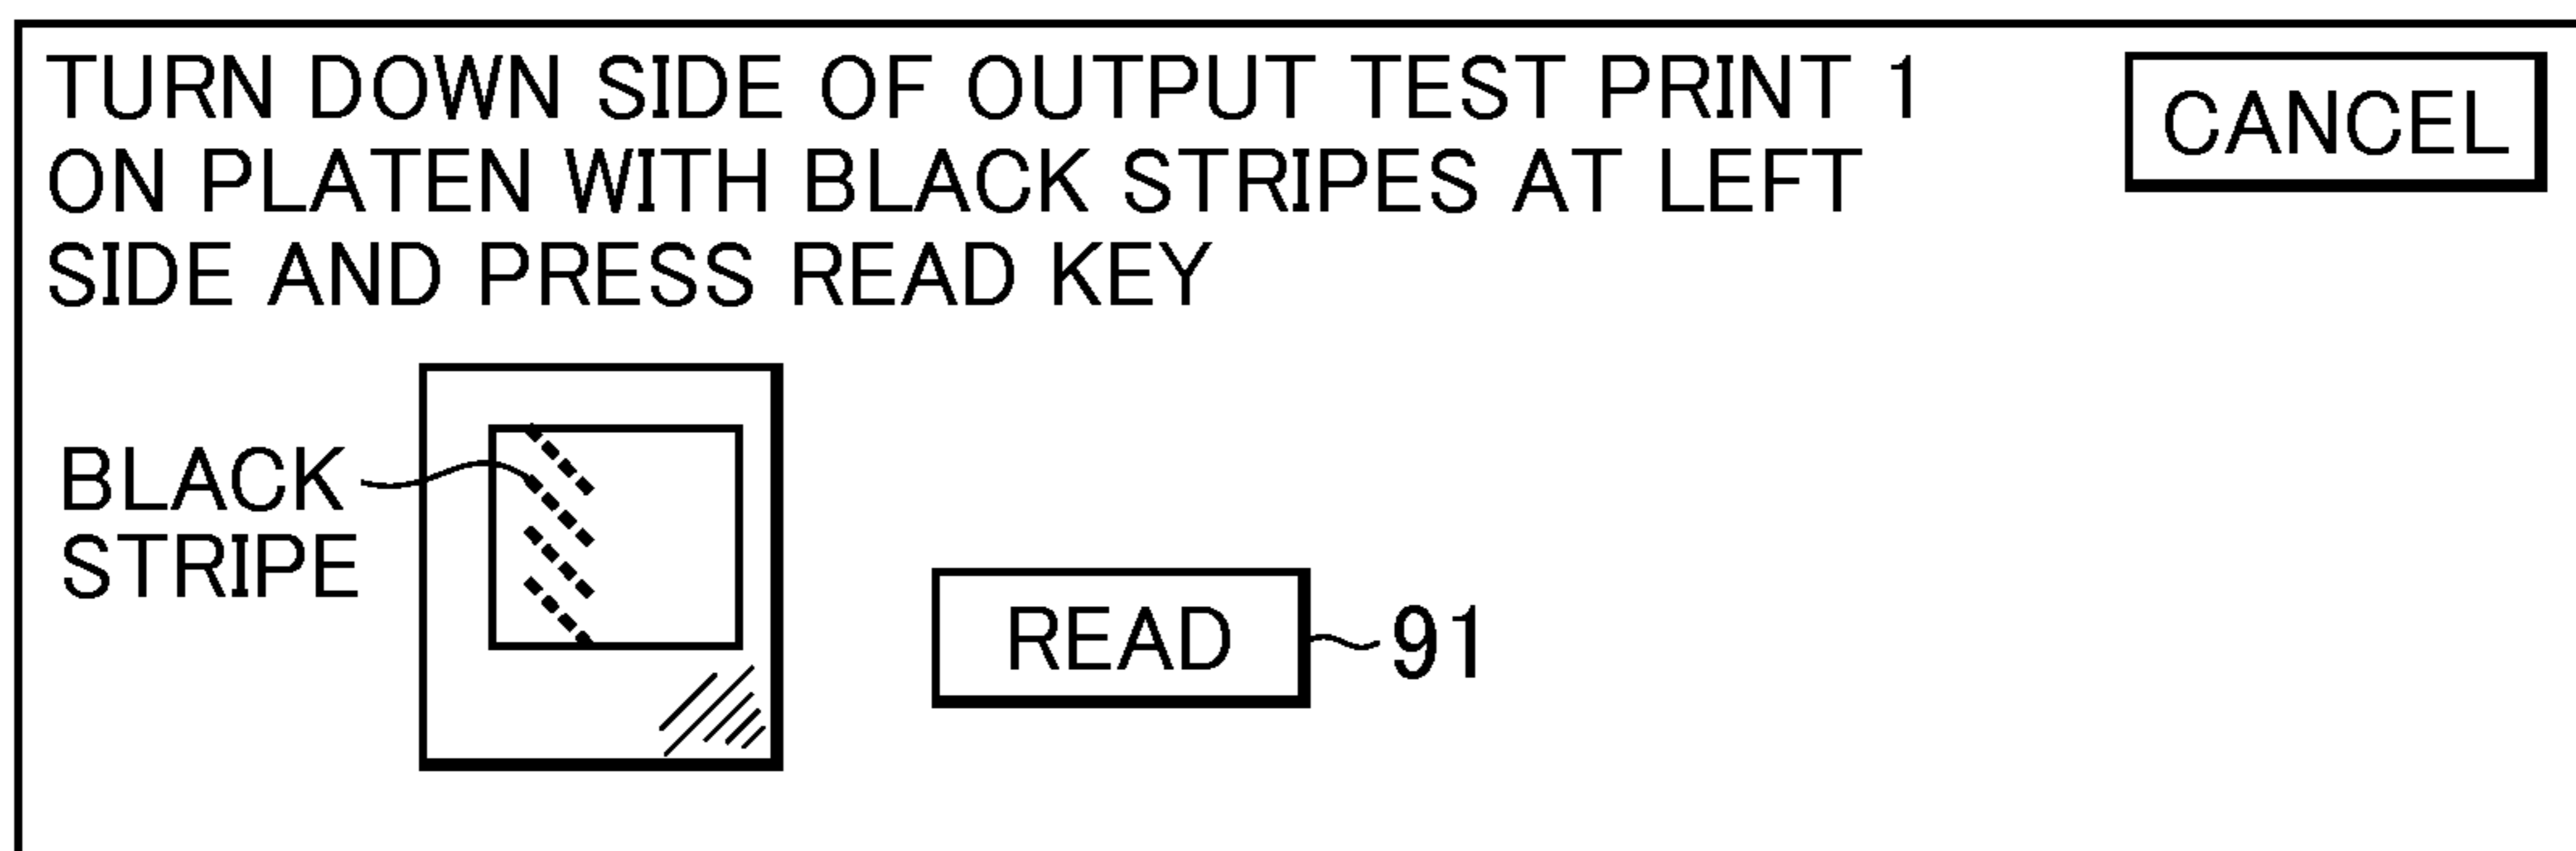 TURN DOWN SIDE OF OUTPUT TEST PRINT 1
ON PLATEN WITH BLACK STRIPES AT LEFT
SIDE AND PRESS READ KEY
CANCEL
BLACK
STRIPE
READ
91